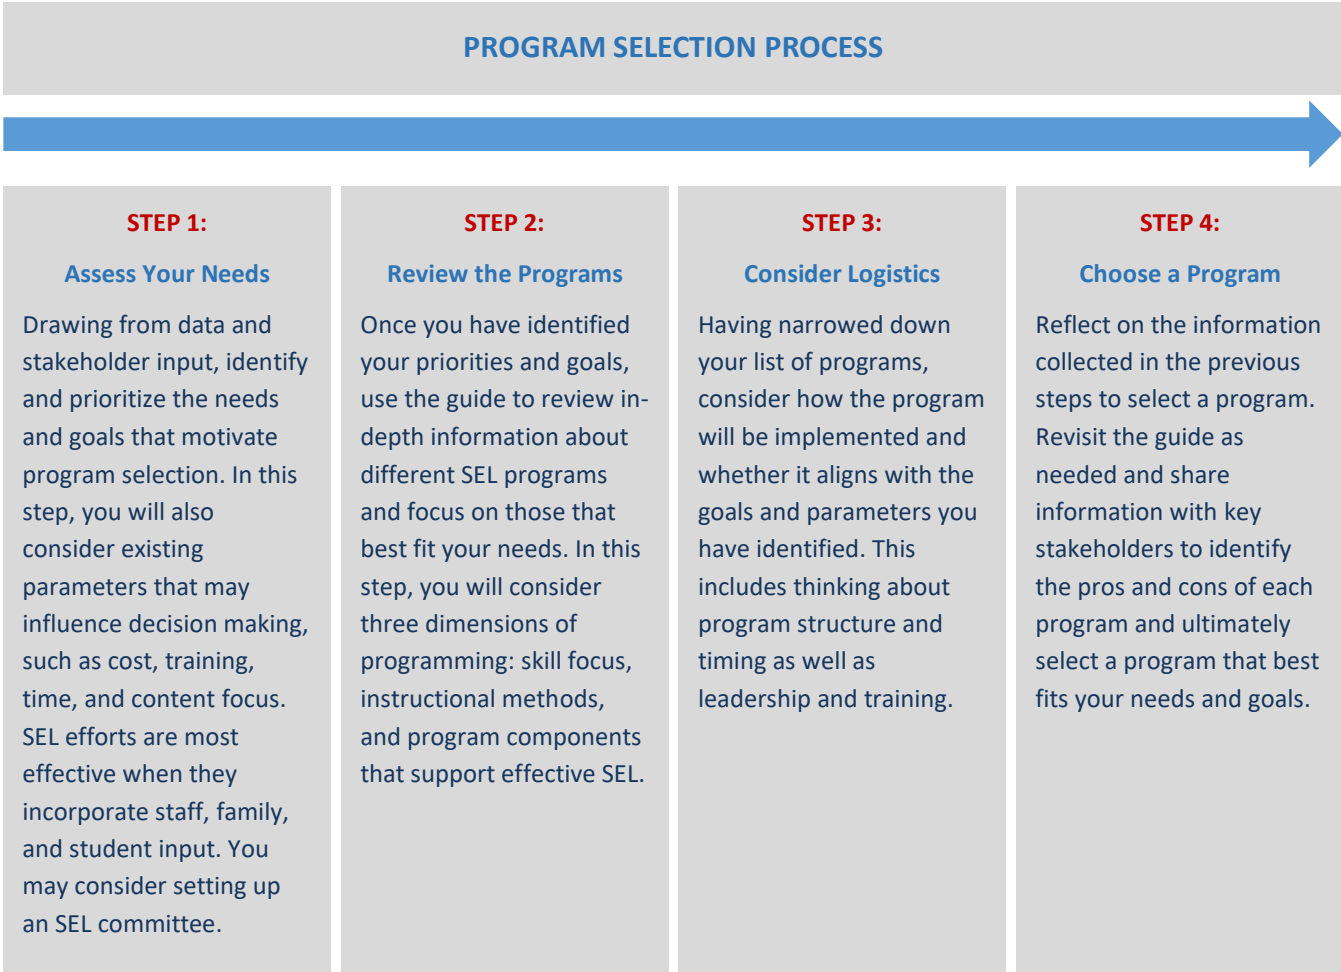 PROGRAM SELECTION PROCESS
STEP 1:
Assess Your Needs
Drawing from data and
stakeholder input, identify
and prioritize the needs
and goals that motivate
program selection. In this
step, you will also
consider existing
parameters that may
influence decision making,
such as cost, training,
time, and content focus.
SEL efforts are most
effective when they
incorporate staff, family,
and student input. You
may consider setting up
an SEL committee.
STEP 2:
Review the Programs
Once you have identified
your priorities and goals,
use the guide to review in-
depth information about
different SEL programs
and focus on those that
best fit your needs. In this
step, you will consider
three dimensions of
programming: skill focus,
instructional methods,
and program components
that support effective SEL.
STEP 3:
Consider Logistics
Having narrowed down
your list of programs,
consider how the program
will be implemented and
whether it aligns with the
goals and parameters you
have identified. This
includes thinking about
program structure and
timing as well as
leadership and training.
STEP 4:
Choose a Program
Reflect on the information
collected in the previous
steps to select a program.
Revisit the guide as
needed and share
information with key
stakeholders to identify
the pros and cons of each
program and ultimately
select a program that best
fits your needs and goals.